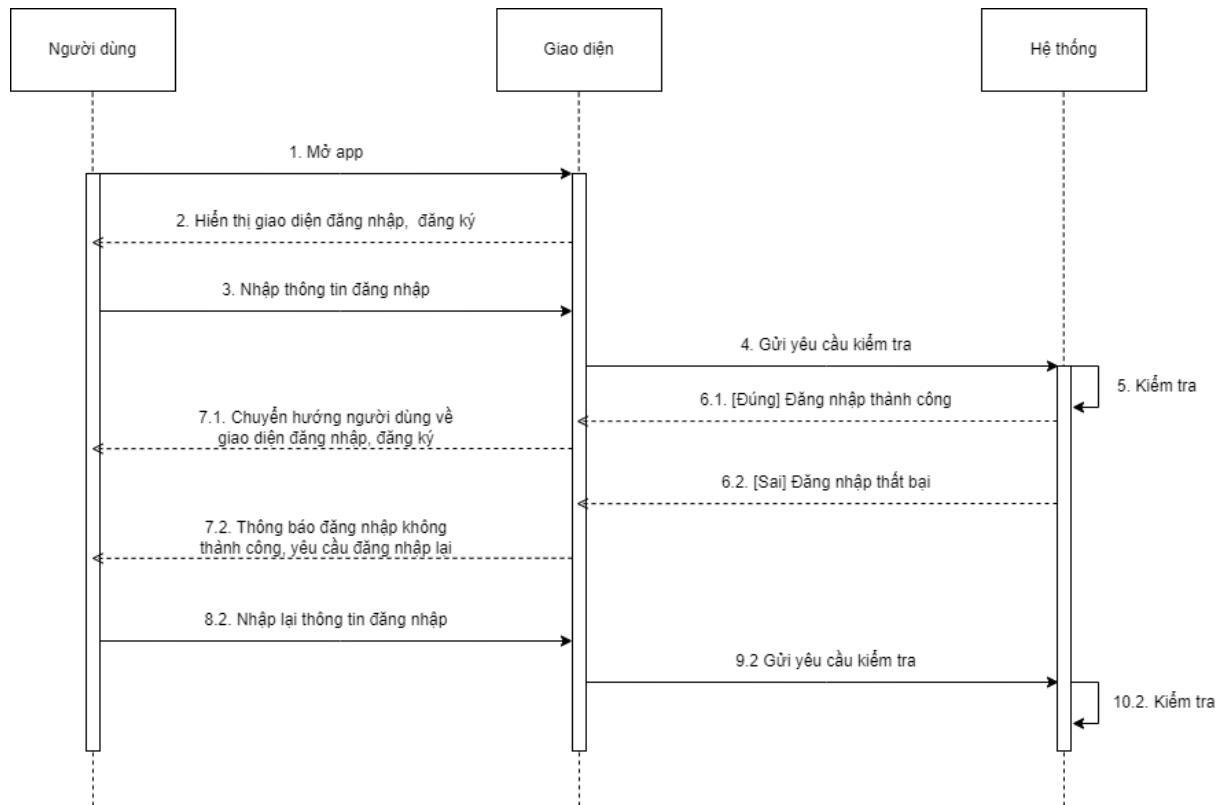 Người dùng
Giao diện
Hệ thống
1. Mở app
2. Hiển thị giao diện đăng nhập, đăng ký
3. Nhập thông tin đăng nhập
4. Gửi yêu cầu kiểm tra
5. Kiểm tra
6.1. [Đúng] Đăng nhập thành công
7.1. Chuyển hướng người dùng về
giao diện đăng nhập, đăng ký
6.2. [Sai] Đăng nhập thất bại
7.2. Thông báo đăng nhập không
thành công, yêu cầu đăng nhập lại
8.2. Nhập lại thông tin đăng nhập
9.2 Gửi yêu cầu kiểm tra
10.2. Kiểm tra